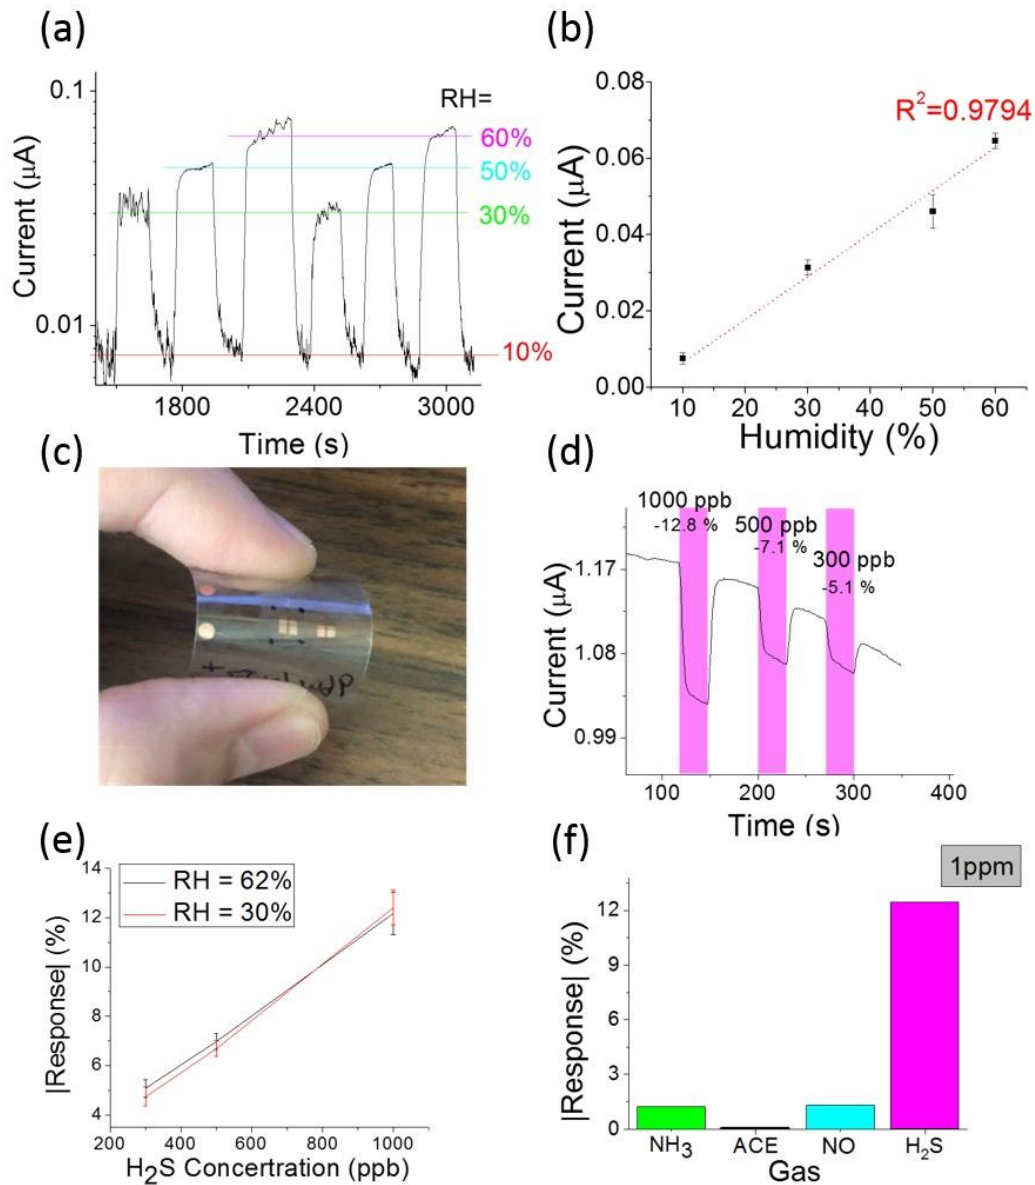 (a)
0.1
0.01
Current (μA)
RH=
60%
50%
30%
10%
1800 2400 3000
Time (s)
(b)
0.08
0.06
0.04
0.02
0.00
Current (μA)
R²=0.9794
10 20 30 40 50 60
Humidity (%)
(c)
(d)
1000 ppb
-12.8 %
500 ppb
-7.1 %
300 ppb
-5.1 %
1.17
1.08
0.99
Current (μA)
100 200 300 400
Time (s)
(e)
RH = 62%
RH = 30%
14
12
10
8
6
4
|Response| (%)
200 400 600 800 1000
H₂S Concertration (ppb)
(f)
1ppm
12
9
6
3
0
|Response| (%)
NH₃ ACE NO H₂S
Gas